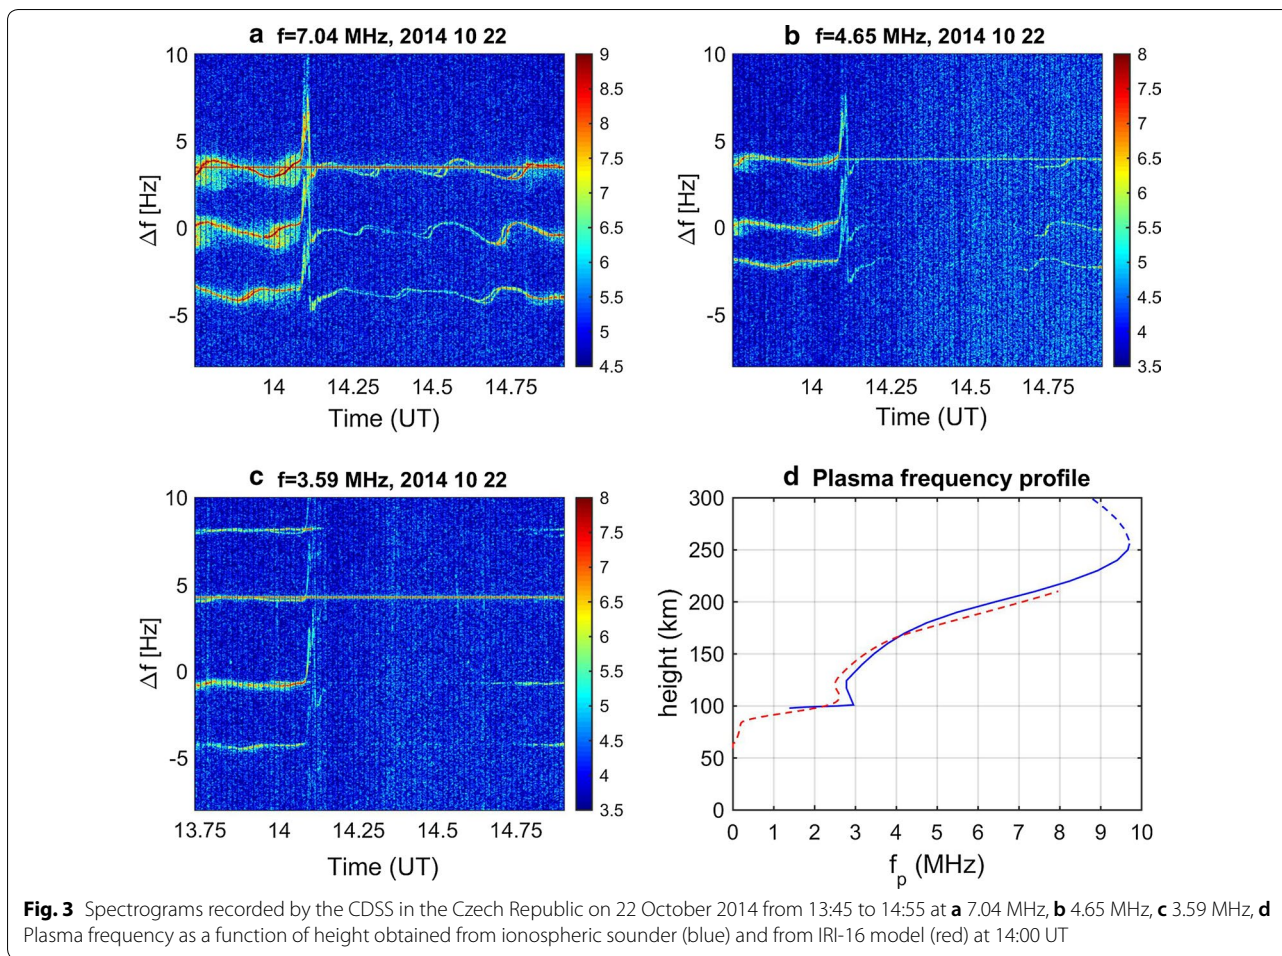 a f=7.04 MHz, 2014 10 22
10
5
0
-5
Δf [Hz]
14 14.25 14.5 14.75
Time (UT)
9
8.5
8
7.5
7
6.5
6
5.5
5
4.5
b f=4.65 MHz, 2014 10 22
10
5
0
-5
Δf [Hz]
14 14.25 14.5 14.75
Time (UT)
8
7.5
7
6.5
6
5.5
5
4.5
4
3.5
c f=3.59 MHz, 2014 10 22
10
5
0
-5
Δf [Hz]
13.75 14 14.25 14.5 14.75
Time (UT)
8
7.5
7
6.5
6
5.5
5
4.5
4
3.5
d Plasma frequency profile
300
250
200
150
100
50
0
height (km)
0 1 2 3 4 5 6 7 8 9 10
fp (MHz)
Fig. 3 Spectrograms recorded by the CDSS in the Czech Republic on 22 October 2014 from 13:45 to 14:55 at a 7.04 MHz, b 4.65 MHz, c 3.59 MHz, d
Plasma frequency as a function of height obtained from ionospheric sounder (blue) and from IRI-16 model (red) at 14:00 UT